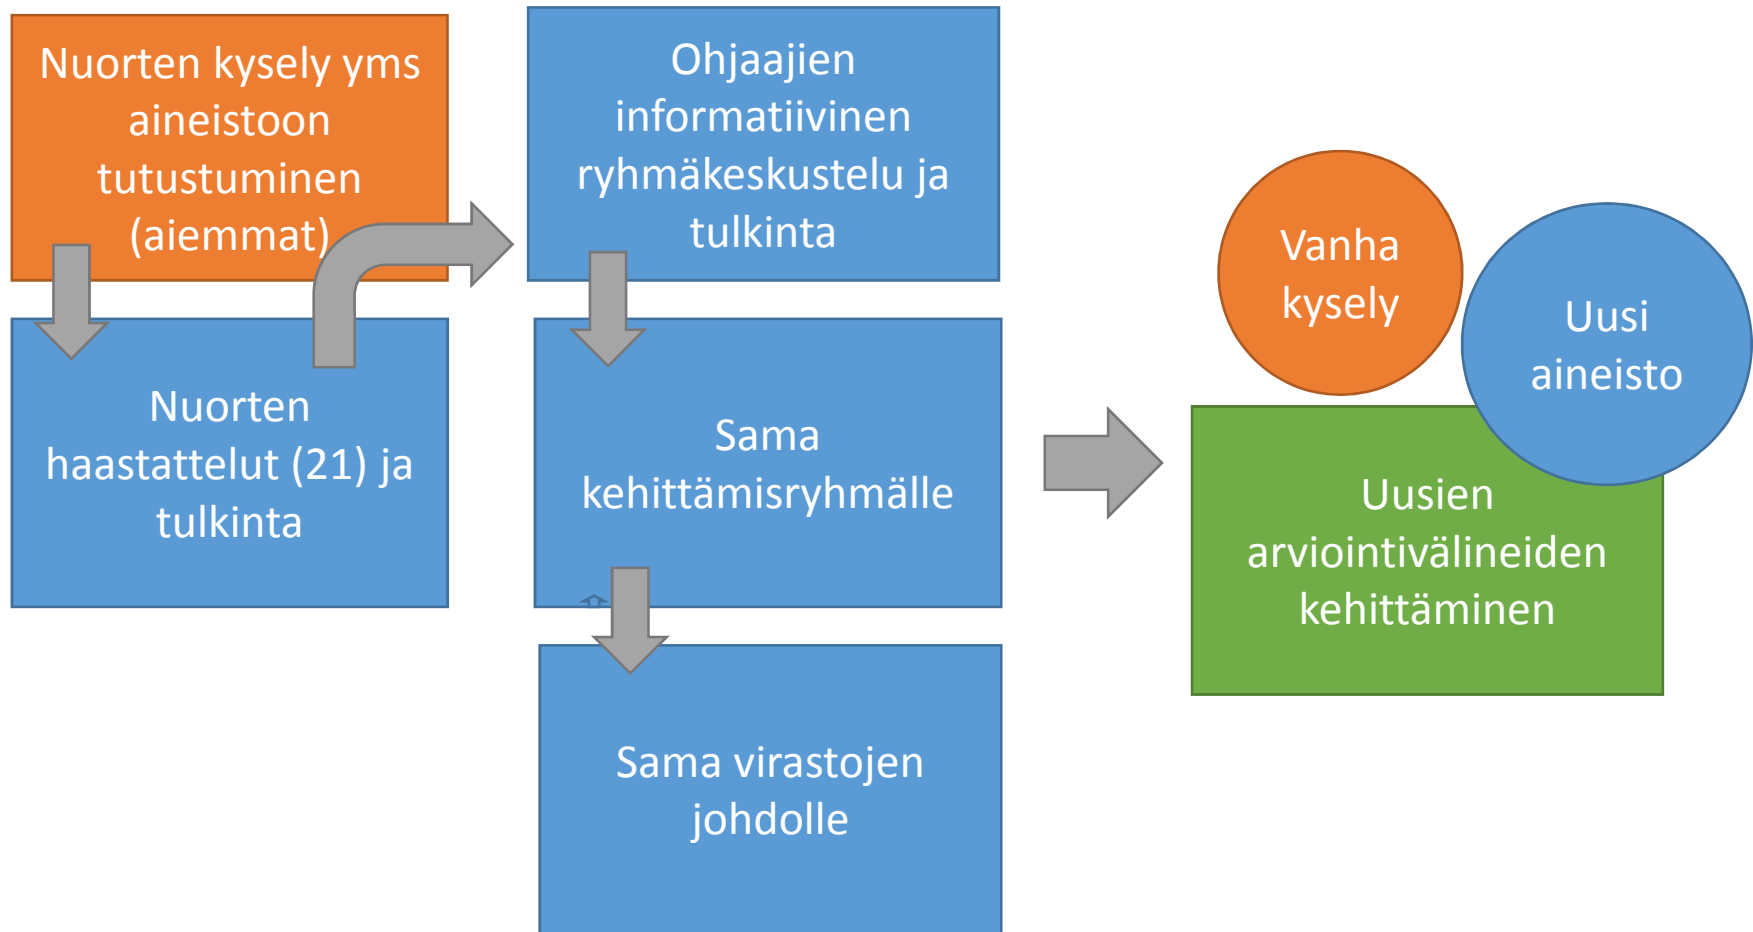 Nuorten kysely yms
aineistoon
tutustuminen
(aiemmat)
Nuorten
haastattelut (21) ja
tulkinta
Ohjaajien
informatiivinen
ryhmäkeskustelu ja
tulkinta
Sama
kehittämisryhmälle
Sama virastojen
johdolle
Vanha
kysely
Uusi
aineisto
Uusien
arviointivälineiden
kehittäminen